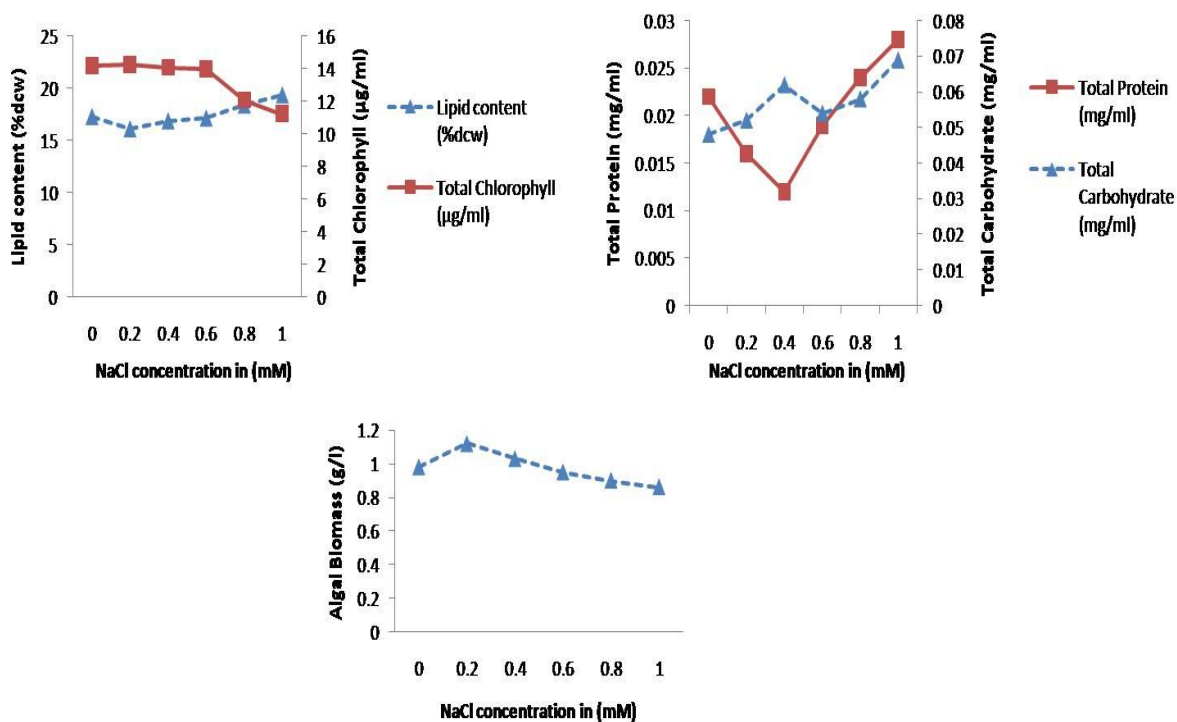 25
20
15
10
5
0
Lipid content (%dcw)
16
14
12
10
8
6
4
2
0
Total Chlorophyll (µg/ml)
0 0.2 0.4 0.6 0.8 1
NaCl concentration in (mM)
Lipid content
(%dcw)
Total Chlorophyll
(µg/ml)
0.03
0.025
0.02
0.015
0.01
0.005
0
Total Protein (mg/ml)
0.08
0.07
0.06
0.05
0.04
0.03
0.02
0.01
0
Total Carbohydrate (mg/ml)
0 0.2 0.4 0.6 0.8 1
NaCl concentration in (mM)
Total Protein
(mg/ml)
Total
Carbohydrate
(mg/ml)
1.2
1
0.8
0.6
0.4
0.2
0
Algal Biomass (g/l)
0 0.2 0.4 0.6 0.8 1
NaCl concentration in (mM)